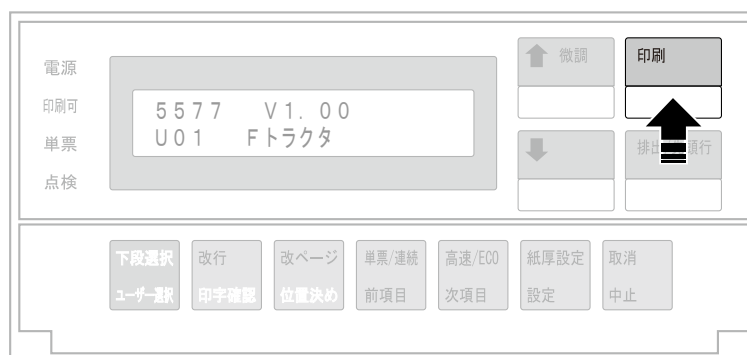 電源
印刷可
単票
点検
5577 V1.00
U01 Fトラクタ
微調
印刷
排出
頭行
下段選択
ユーザー選択
改行
印字確認
改ページ
位置決め
単票/連続
前項目
高速/ECO
次項目
紙厚設定
設定
取消
中止